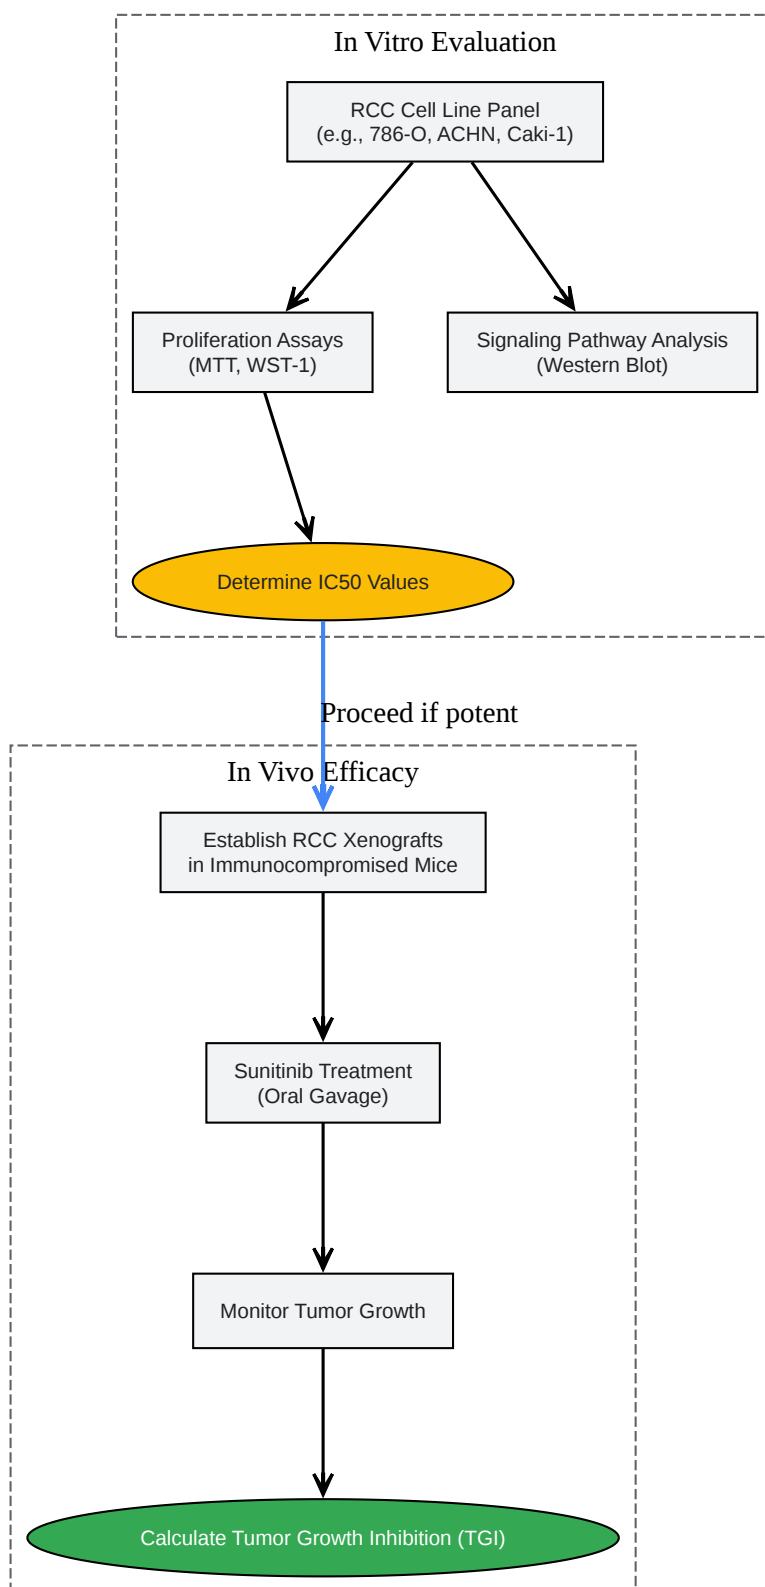 In Vitro Evaluation
RCC Cell Line Panel
(e.g., 786-O, ACHN, Caki-1)
Proliferation Assays
(MTT, WST-1)
Signaling Pathway Analysis
(Western Blot)
Determine IC50 Values
Proceed if potent
In Vivo Efficacy
Establish RCC Xenografts
in Immunocompromised Mice
Sunitinib Treatment
(Oral Gavage)
Monitor Tumor Growth
Calculate Tumor Growth Inhibition (TGI)